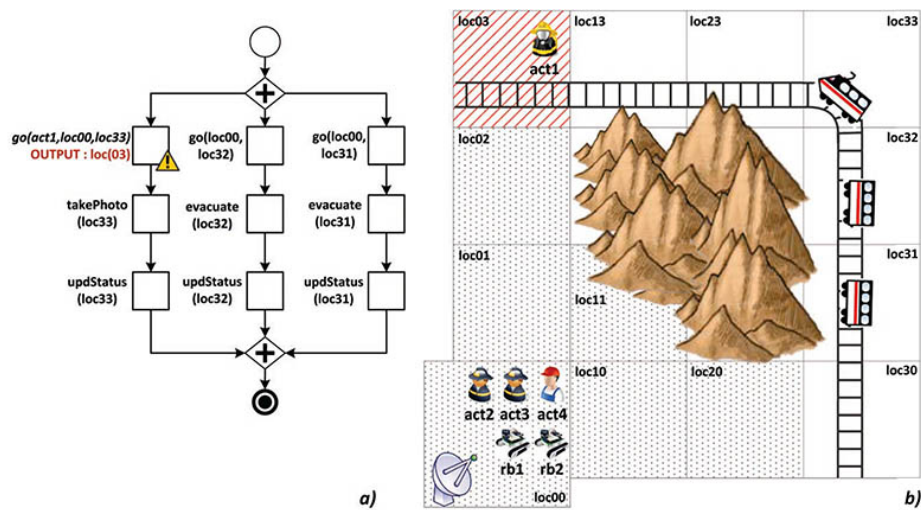 go(act1,loc00,loc33)
OUTPUT : loc(03)
go(loc00,
loc32)
go(loc00,
loc31)
takePhoto
(loc33)
evacuate
(loc32)
evacuate
(loc31)
updStatus
(loc33)
updStatus
(loc32)
updStatus
(loc31)
a)
loc03
loc13
loc23
loc33
act1
loc02
loc32
loc01
loc11
loc31
loc10
loc20
loc30
act2
act3
act4
rb1
rb2
loc00
b)